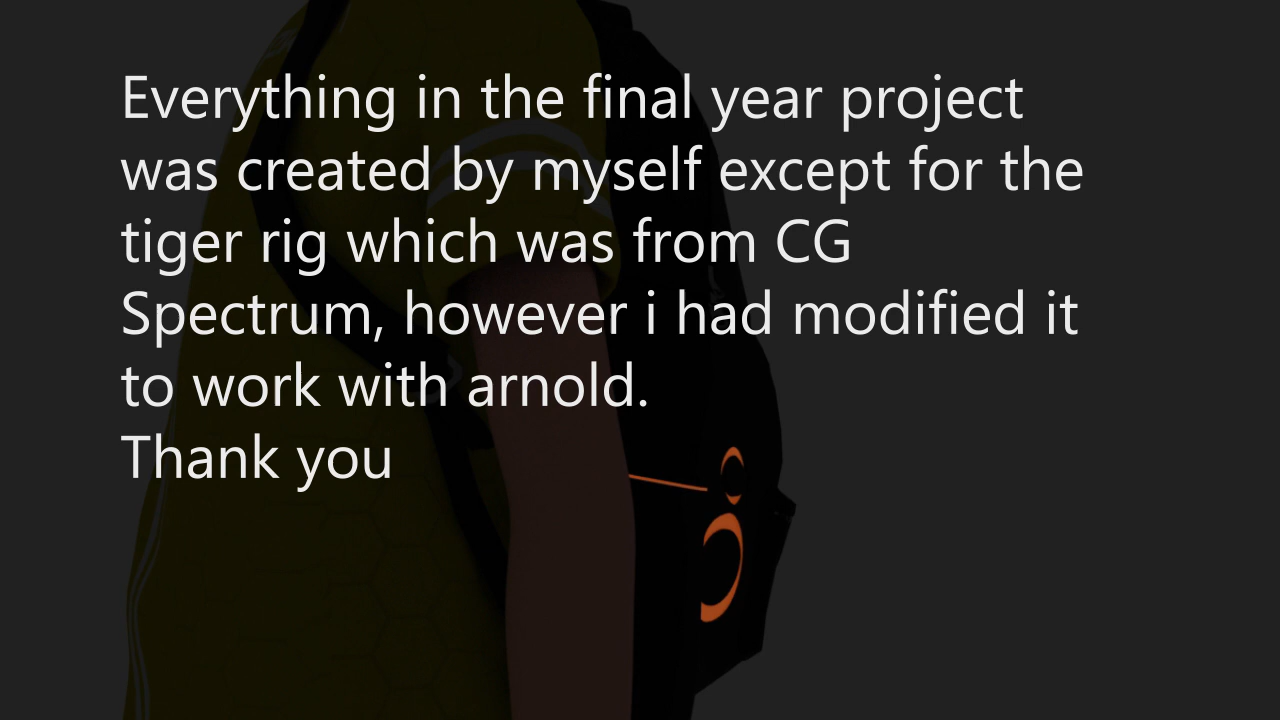 Everything in the final year project
was created by myself except for the
tiger rig which was from CG
Spectrum, however i had modified it
to work with arnold.
Thank you